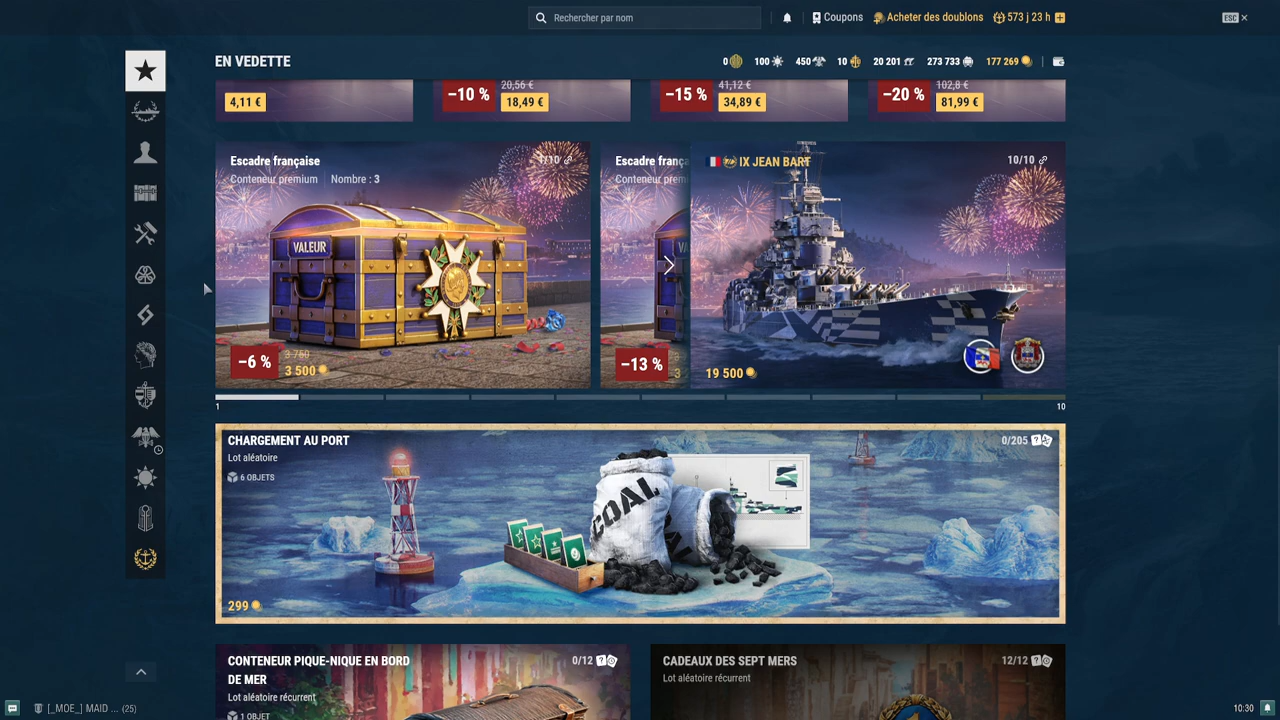 Rechercher par nom
Coupons
Acheter des doublons
573 j 23 h
ESC
EN VEDETTE
0
100
450
10
20 201
273 733
177 269
4,11 €
−10 %
20,56 €
18,49 €
−15 %
41,12 €
34,89 €
−20 %
102,8 €
81,99 €
Escadre française
1/10
Conteneur premium
Nombre : 3
VALEUR
−6 %
3 760
3 500
Escadre frança
Conteneur prem
−13 %
IX JEAN BART
10/10
19 500
1
10
CHARGEMENT AU PORT
0/205
Lot aléatoire
6 OBJETS
COAL
299
CONTENEUR PIQUE-NIQUE EN BORD
DE MER
0/12
Lot aléatoire récurrent
1 OBJET
CADEAUX DES SEPT MERS
12/12
Lot aléatoire récurrent
[_MOE_] MAID ... (25)
10:30